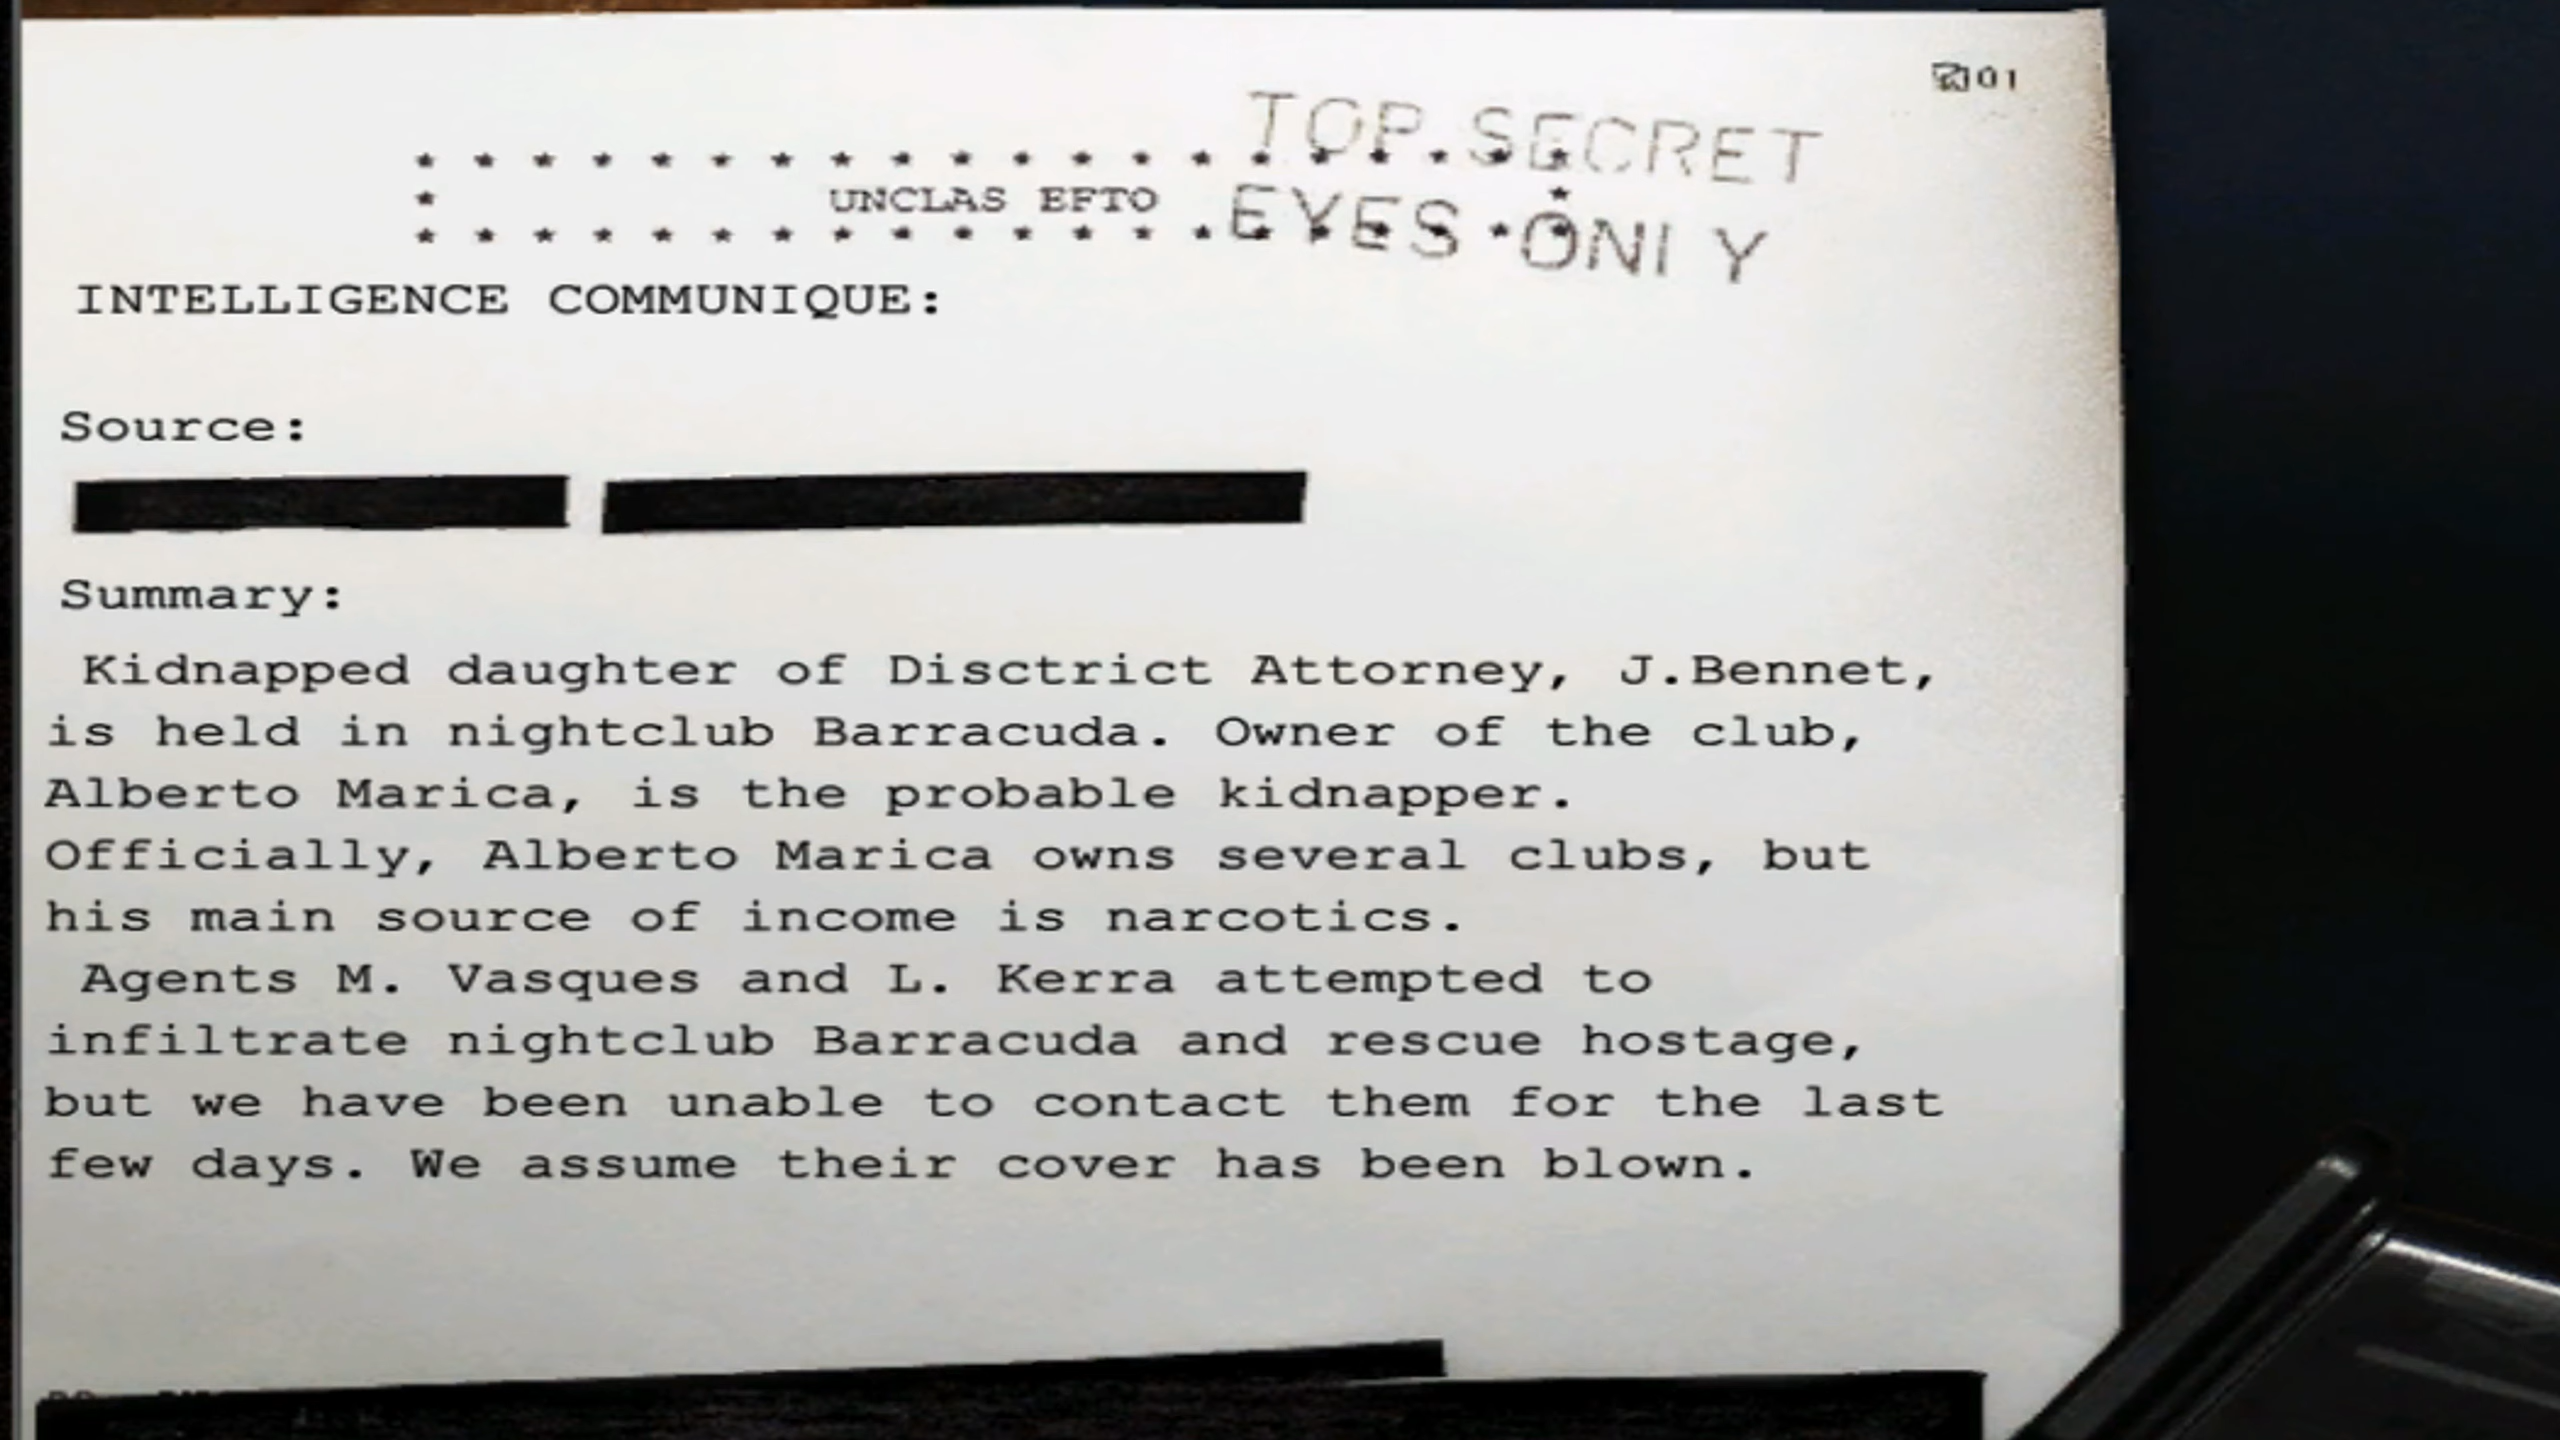 01
TOP SECRET
* * * * * * * * * * * * * * * * * * * *
* UNCLAS EFTO *
* * * * * * * * * * * * * * * * * * * *
EYES ONLY
INTELLIGENCE COMMUNIQUE:
Source:
Summary:
Kidnapped daughter of Disctrict Attorney, J.Bennet,
is held in nightclub Barracuda. Owner of the club,
Alberto Marica, is the probable kidnapper.
Officially, Alberto Marica owns several clubs, but
his main source of income is narcotics.
Agents M. Vasques and L. Kerra attempted to
infiltrate nightclub Barracuda and rescue hostage,
but we have been unable to contact them for the last
few days. We assume their cover has been blown.